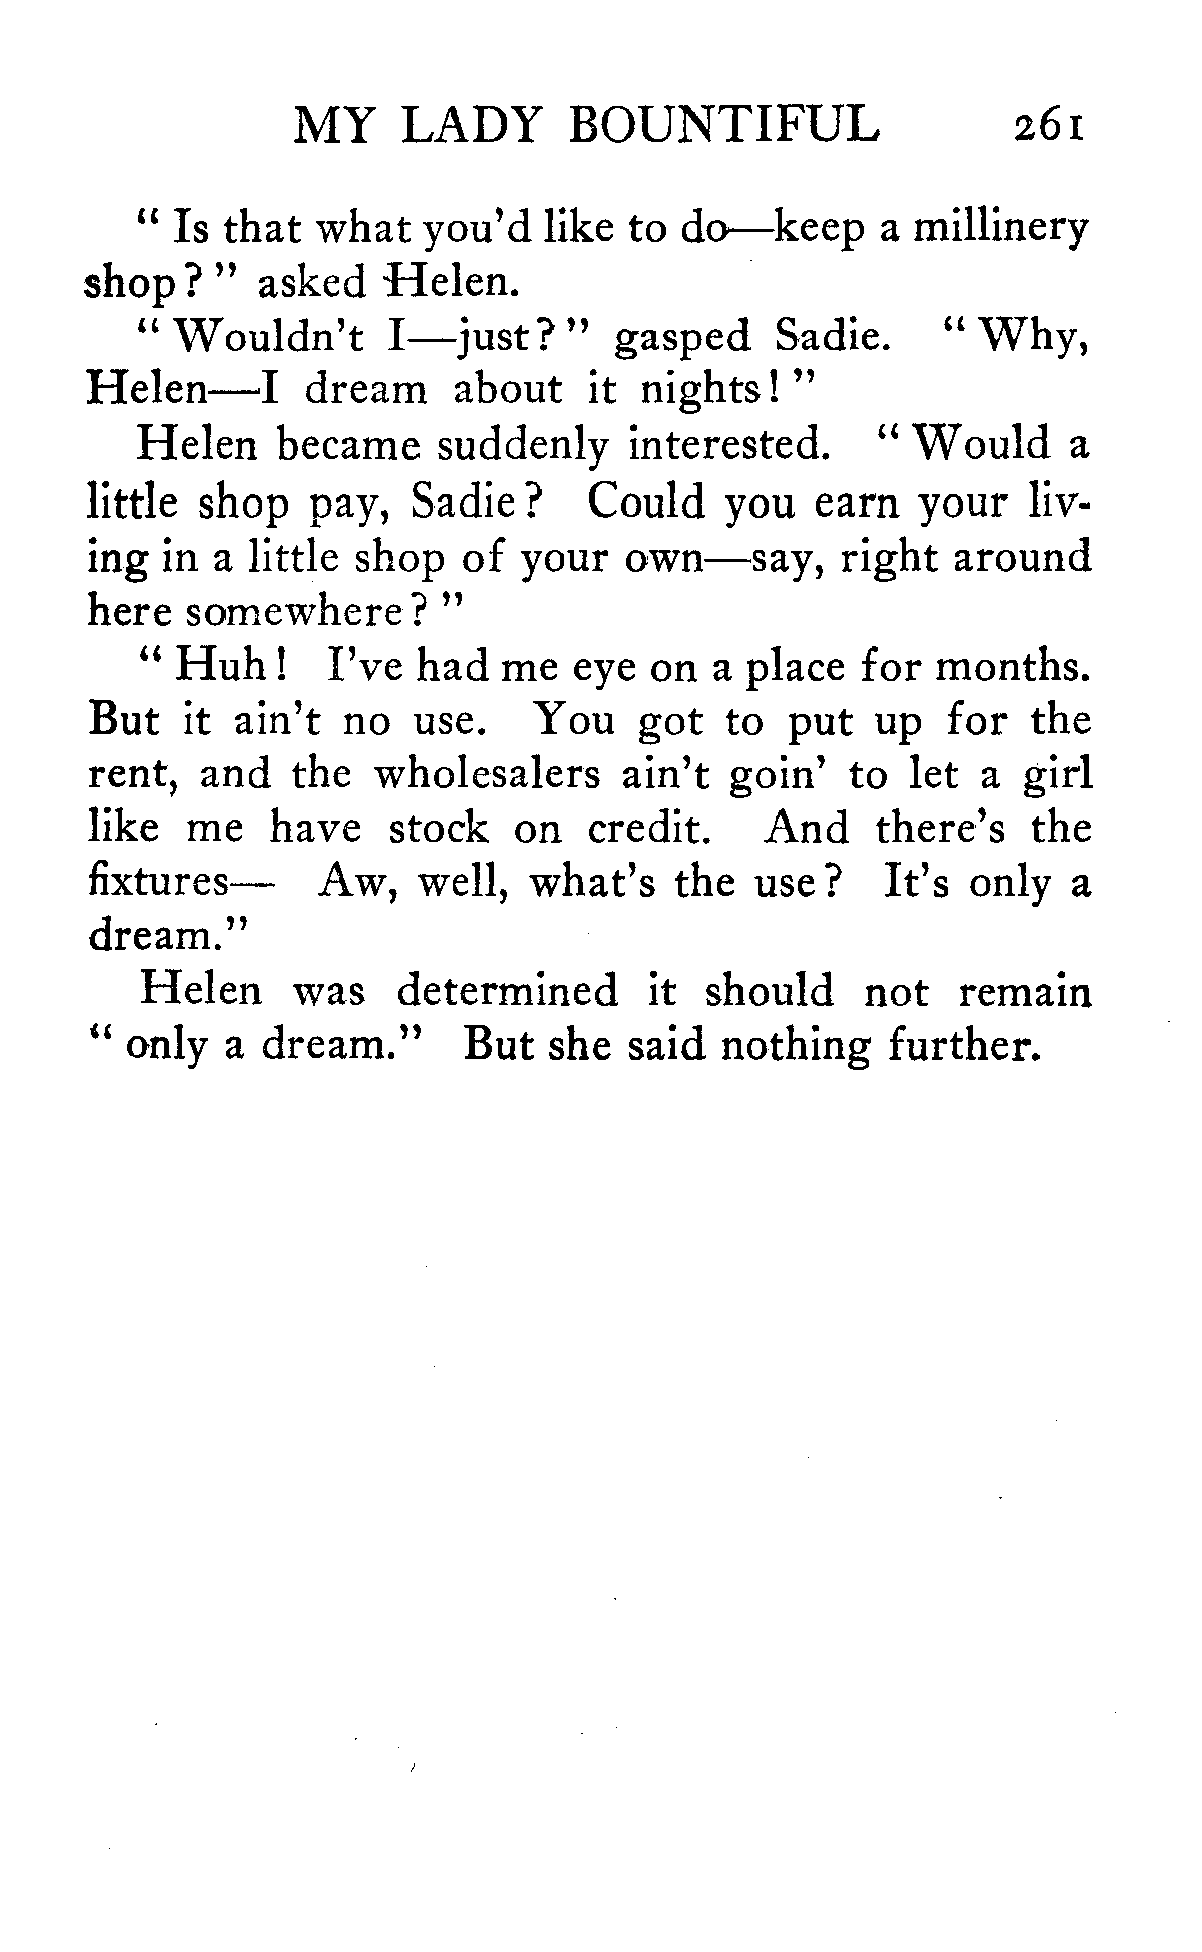 MY LADY BOUNTIFUL 261
" Is that what you'd like to do—keep a millinery
shop? " asked Helen.
" Wouldn't I—just? " gasped Sadie. " Why,
Helen—I dream about it nights! "
Helen became suddenly interested. " Would a
little shop pay, Sadie? Could you earn your liv-
ing in a little shop of your own—say, right around
here somewhere? "
" Huh! I've had me eye on a place for months.
But it ain't no use. You got to put up for the
rent, and the wholesalers ain't goin' to let a girl
like me have stock on credit. And there's the
fixtures— Aw, well, what's the use? It's only a
dream."
Helen was determined it should not remain
" only a dream." But she said nothing further.